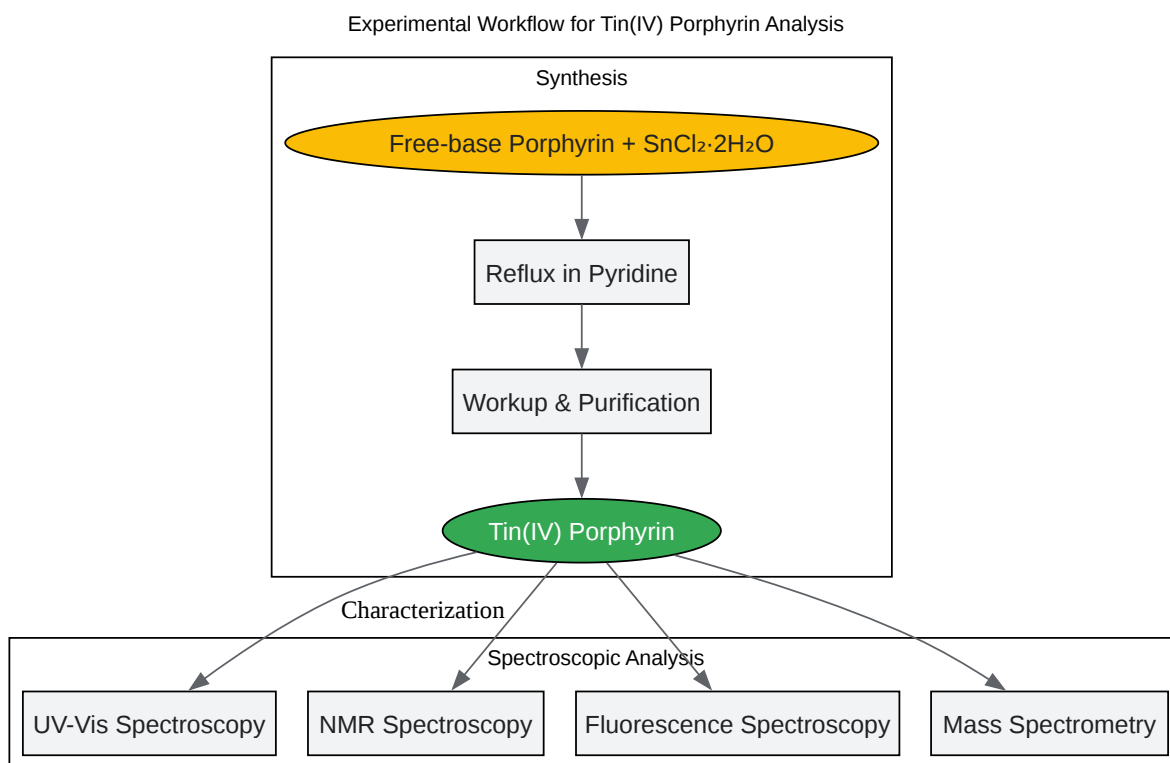 Experimental Workflow for Tin(IV) Porphyrin Analysis
Synthesis
Free-base Porphyrin + SnCl₂·2H₂O
Reflux in Pyridine
Workup & Purification
Tin(IV) Porphyrin
Characterization
Spectroscopic Analysis
UV-Vis Spectroscopy
NMR Spectroscopy
Fluorescence Spectroscopy
Mass Spectrometry